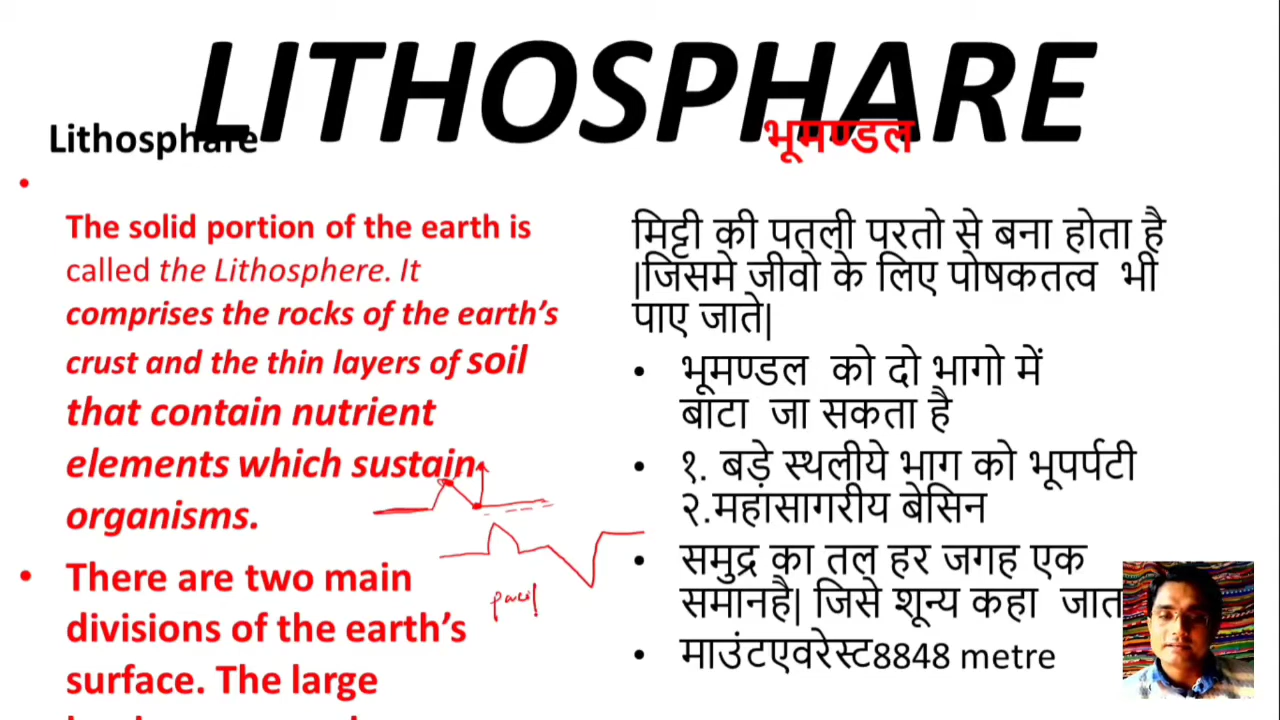 LITHOSPHARE
Lithosphare
The solid portion of the earth is
called the Lithosphere. It
comprises the rocks of the earth's
crust and the thin layers of soil
that contain nutrient
elements which sustain
organisms.
• There are two main
divisions of the earth's
surface. The large
भूमण्डल
मिट्टी की पतली परतो से बना होता है
|जिसमे जीवो के लिए पोषकतत्व भी
पाए जाते|
• भूमण्डल को दो भागो में
बाटा जा सकता है
• १. बड़े स्थलीये भाग को भूपर्पटी
२.महासागरीय बेसिन
• समुद्र का तल हर जगह एक
समानहै| जिसे शून्य कहा जात
• माउंटएवरेस्ट8848 metre